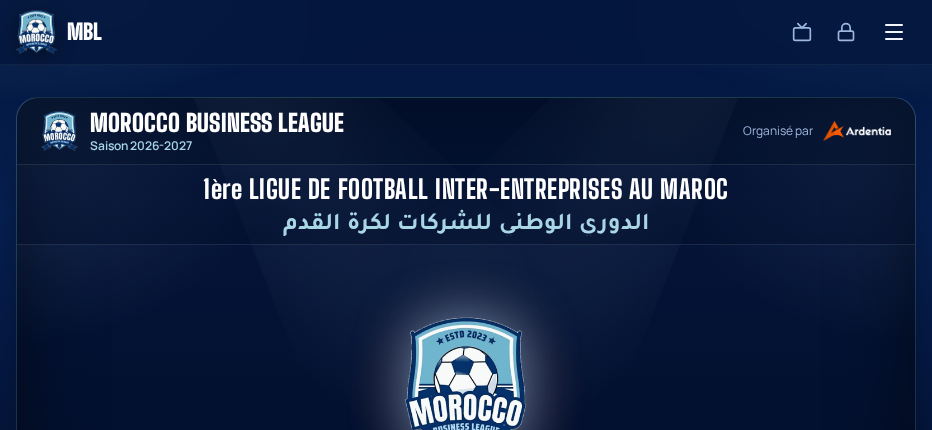 MOROCCO
MBL
MOROCCO
MOROCCO BUSINESS LEAGUE
Saison 2026-2027
Organisé par
Ardentia
1ère LIGUE DE FOOTBALL INTER-ENTREPRISES AU MAROC
الدورى الوطنى للشركات لكرة القدم
★ ESTD 2023 ★
MOROCCO
BUSINESS LEAGUE